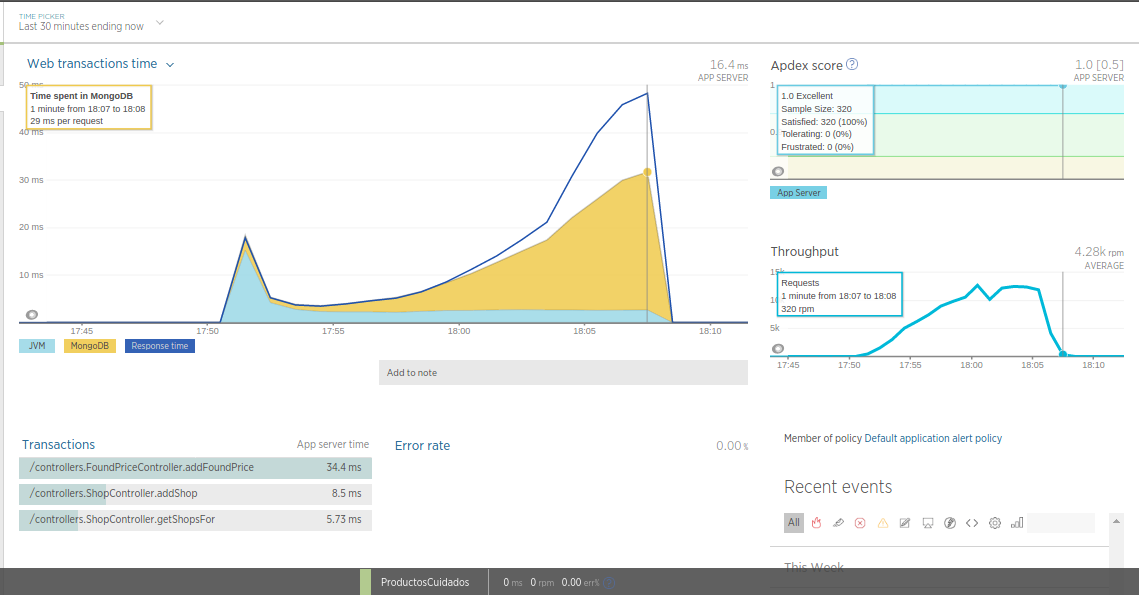 TIME PICKER
Last 30 minutes ending now
Web transactions time
16.4 ms
APP SERVER
50 ms
40 ms
30 ms
20 ms
10 ms
Time spent in MongoDB
1 minute from 18:07 to 18:08
29 ms per request
17:45 17:50 17:55 18:00 18:05 18:10
JVM MongoDB Response time
Add to note
Apdex score ?
1.0 [0.5]
APP SERVER
1
0.
1.0 Excellent
Sample Size: 320
Satisfied: 320 (100%)
Tolerating: 0 (0%)
Frustrated: 0 (0%)
App Server
Throughput
4.28k rpm
AVERAGE
15k
10
5k
Requests
1 minute from 18:07 to 18:08
320 rpm
17:45 17:50 17:55 18:00 18:05 18:10
Transactions App server time
/controllers.FoundPriceController.addFoundPrice 34.4 ms
/controllers.ShopController.addShop 8.5 ms
/controllers.ShopController.getShopsFor 5.73 ms
Error rate 0.00 %
Member of policy Default application alert policy
Recent events
All
This Week
ProductosCuidados 0 ms 0 rpm 0.00 err%